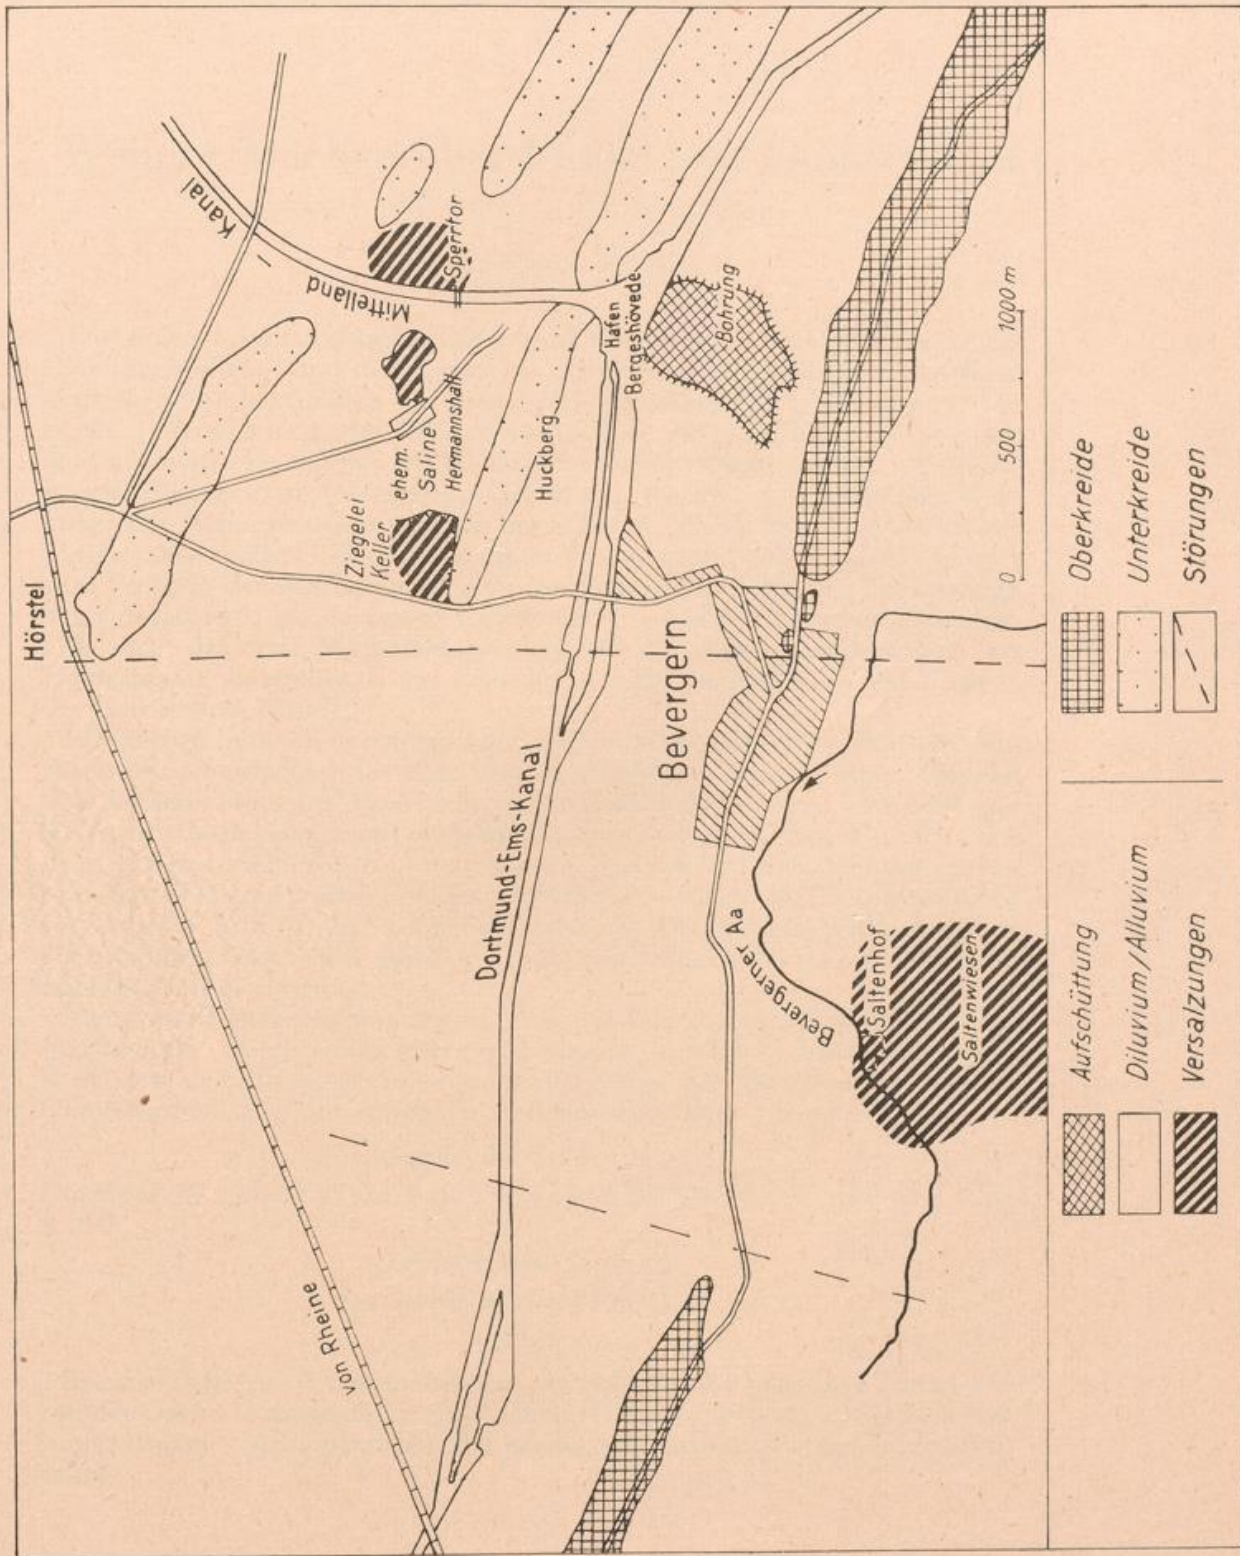 Hörstel
von Rheine
Kanal
Mittelland
Sperrtor
Ziegelei
Keller
ehem.
Saline
Hermannshall
Huckberg
Hafen
Bergeshövede
Dortmund-Ems-Kanal
Bohrung
Bevergern
Bevergerner Aa
Saltenhof
Saltenwiesen
0 500 1000 m
Aufschüttung
Diluvium/Alluvium
Versalzungen
Oberkreide
Unterkreide
Störungen